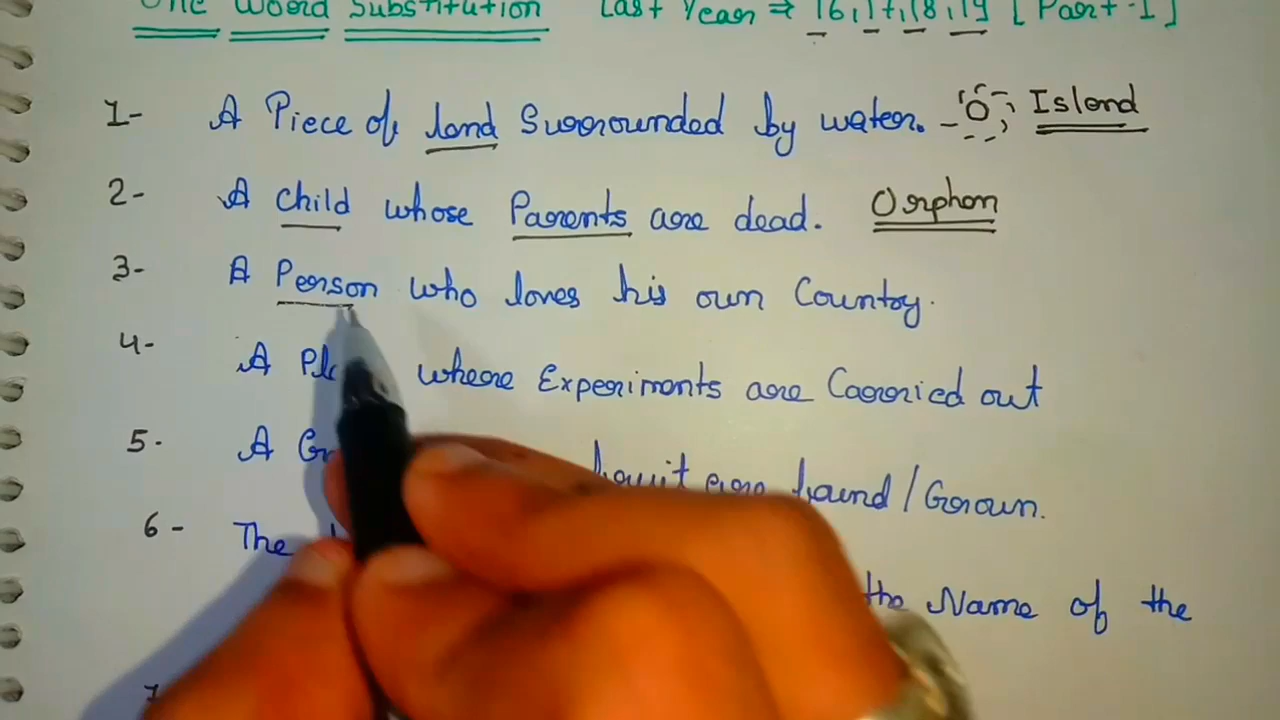 One Word Substitution Last Year ⇒ 16,17,18,19 [Part-I]
1- A Piece of land Surrounded by water. Island
2- A child whose Parents are dead. Orphan
3- A Person who loves his own Country.
4- A where Experiments are Carried out
5- A are found/Grown.
6- The the Name of the